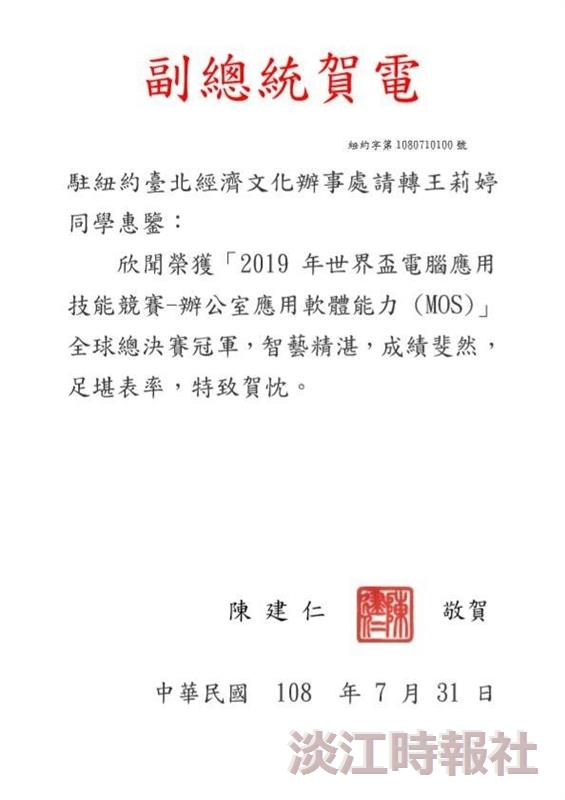 副總統賀電
紐約字第1080710100號
駐紐約臺北經濟文化辦事處請轉王莉婷
同學惠鑒：
欣聞榮獲「2019 年世界盃電腦應用
技能競賽-辦公室應用軟體能力 (MOS)」
全球總決賽冠軍，智藝精湛，成績斐然，
足堪表率，特致賀忱。
陳建仁 陳建仁 敬賀
中華民國 108 年 7 月 31 日
淡江時報社